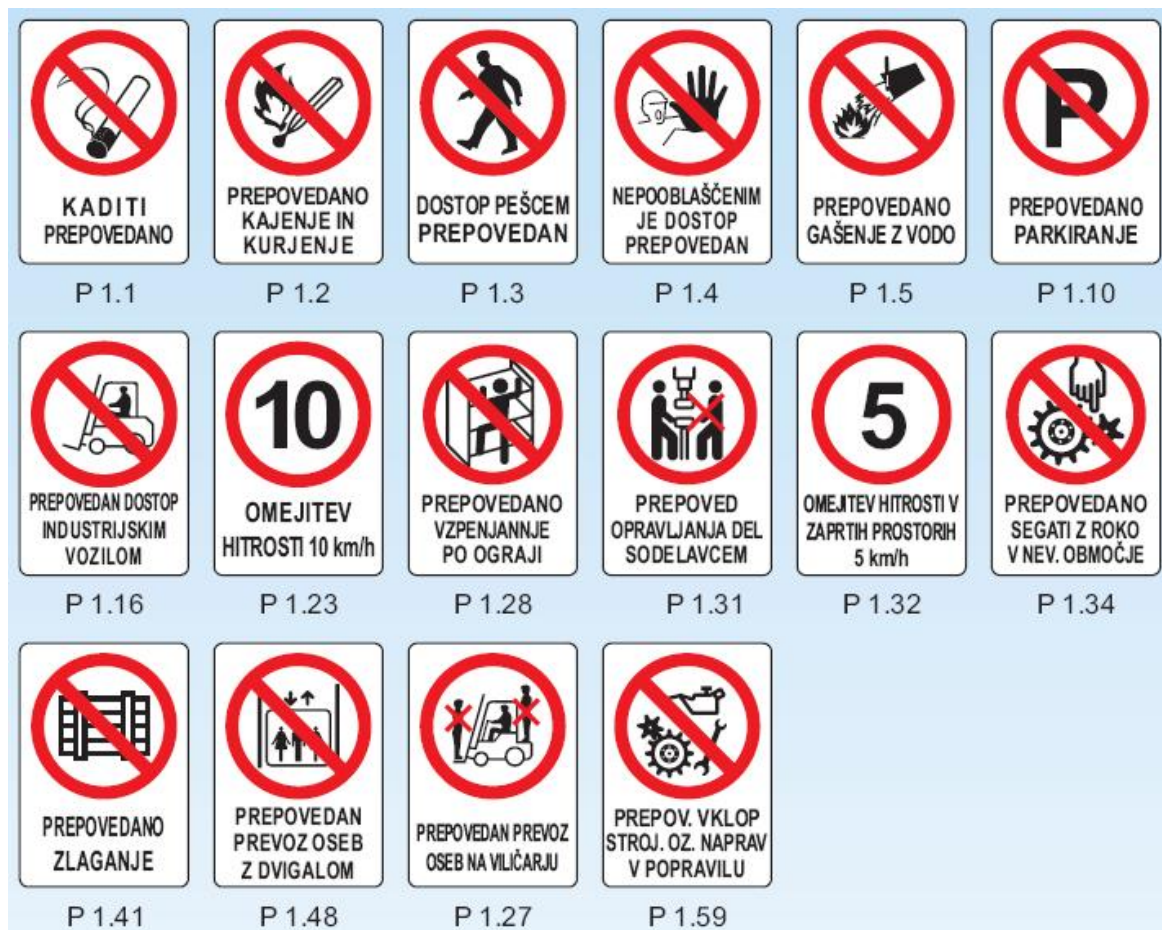 KADITI
PREPOVEDANO
P 1.1
PREPOVEDANO
KAJENJE IN
KURJENJE
P 1.2
DOSTOP PEŠCEM
PREPOVEDAN
P 1.3
NEPOOBLAŠČENIM
JE DOSTOP
PREPOVEDAN
P 1.4
PREPOVEDANO
GAŠENJE Z VODO
P 1.5
P
PREPOVEDANO
PARKIRANJE
P 1.10
PREPOVEDAN DOSTOP
INDUSTRIJSKIM
VOZILOM
P 1.16
10
OMEJITEV
HITROSTI 10 km/h
P 1.23
PREPOVEDANO
VZPENJANNJE
PO OGRAJI
P 1.28
PREPOVED
OPRAVLJANJA DEL
SODELAVCEM
P 1.31
5
OMEJITEV HITROSTI V
ZAPRTIH PROSTORIH
5 km/h
P 1.32
PREPOVEDANO
SEGATI Z ROKO
V NEV. OBMOČJE
P 1.34
PREPOVEDANO
ZLAGANJE
P 1.41
PREPOVEDAN
PREVOZ OSEB
Z DVIGALOM
P 1.48
PREPOVEDAN PREVOZ
OSEB NA VILIČARJU
P 1.27
PREPOV. VKLOP
STROJ. OZ. NAPRAV
V POPRAVILU
P 1.59